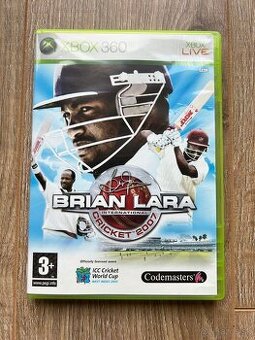 XBOX 360
XBOX
LIVE
BRIAN LARA
INTERNATIONAL
CRICKET 2007
3+
www.pegi.info
Officially licensed game
ICC Cricket
World Cup
WEST INDIES 2007
Codemasters